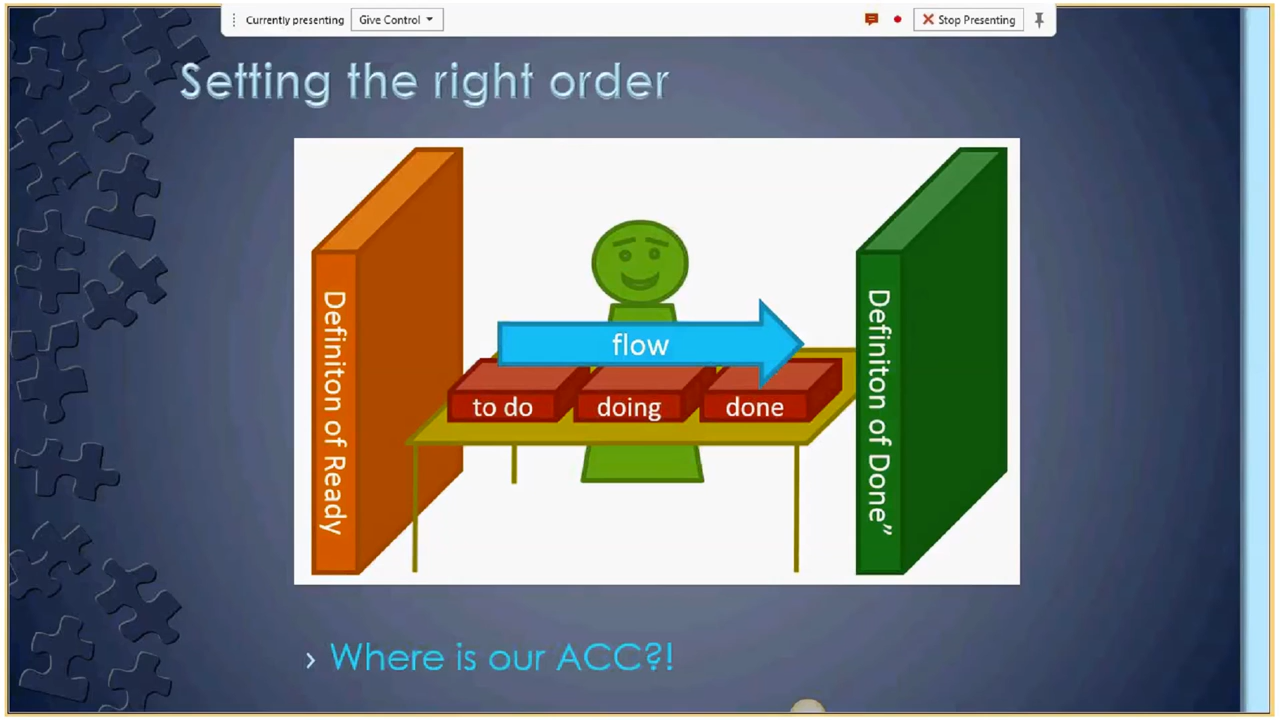 Currently presenting
Give Control
Stop Presenting
Setting the right order
Definiton of Ready
flow
to do
doing
done
Definiton of Done”
Where is our ACC?!